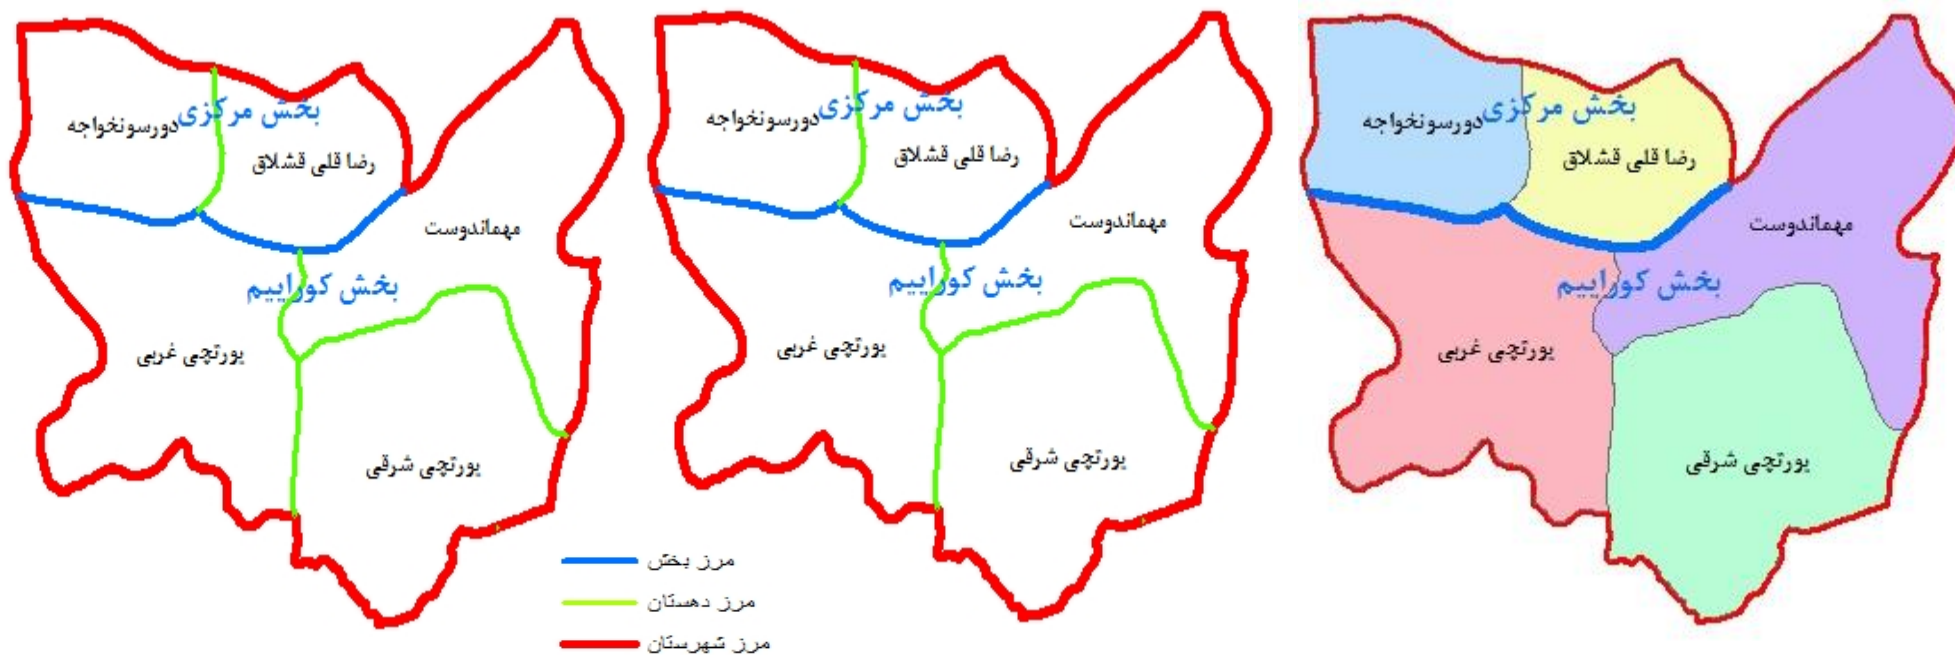 بخش مرکزی
دورسونخواجه
رضا قلی قشلاق
مهماندوست
بخش کوراییم
یورتچی غربی
یورتچی شرقی
بخش مرکزی
دورسونخواجه
رضا قلی قشلاق
مهماندوست
بخش کوراییم
یورتچی غربی
یورتچی شرقی
بخش مرکزی
دورسونخواجه
رضا قلی قشلاق
مهماندوست
بخش کوراییم
یورتچی غربی
یورتچی شرقی
مرز بخش
مرز دهستان
مرز شهرستان